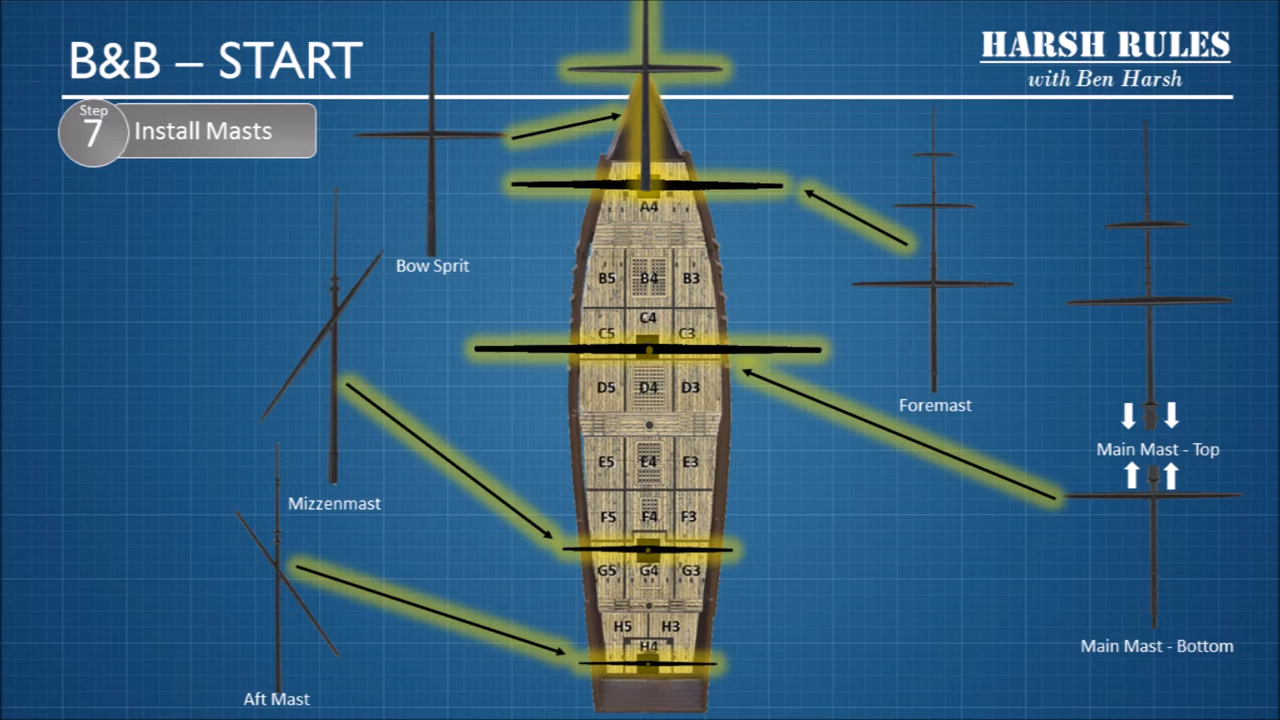 B&B – START
HARSH RULES
with Ben Harsh
Step
7
Install Masts
A4
Bow Sprit
B5 B4 B3
C4
C5 C3
D5 D4 D3
Foremast
Main Mast - Top
E5 E4 E3
Mizzenmast
F5 F4 F3
G5 G4 G3
H5 H3
H4
Main Mast - Bottom
Aft Mast